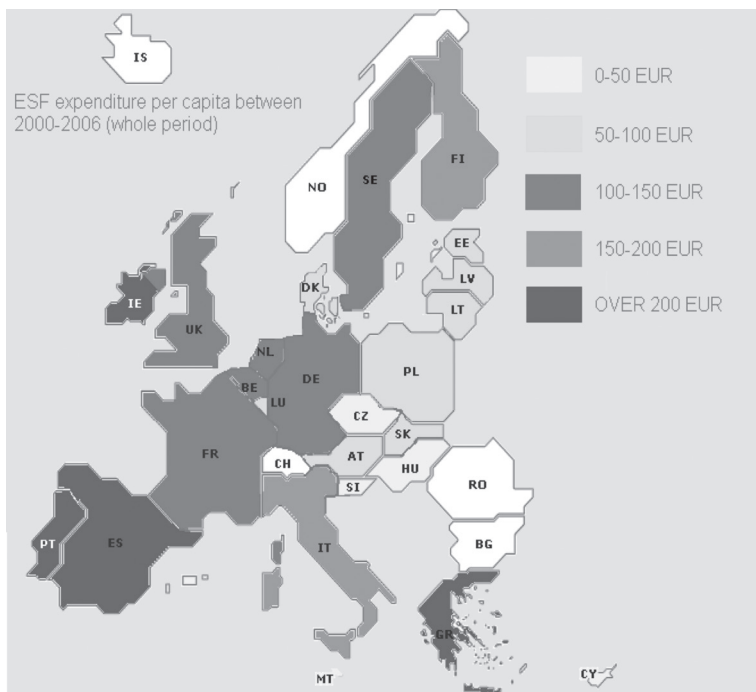 IS
ESF expenditure per capita between
2000-2006 (whole period)
0-50 EUR
50-100 EUR
100-150 EUR
150-200 EUR
OVER 200 EUR
NO
SE
FI
EE
LV
LT
DK
IE
UK
NL
BE
LU
DE
PL
CZ
SK
AT
HU
CH
SI
FR
RO
BG
PT
ES
IT
GR
MT
CY